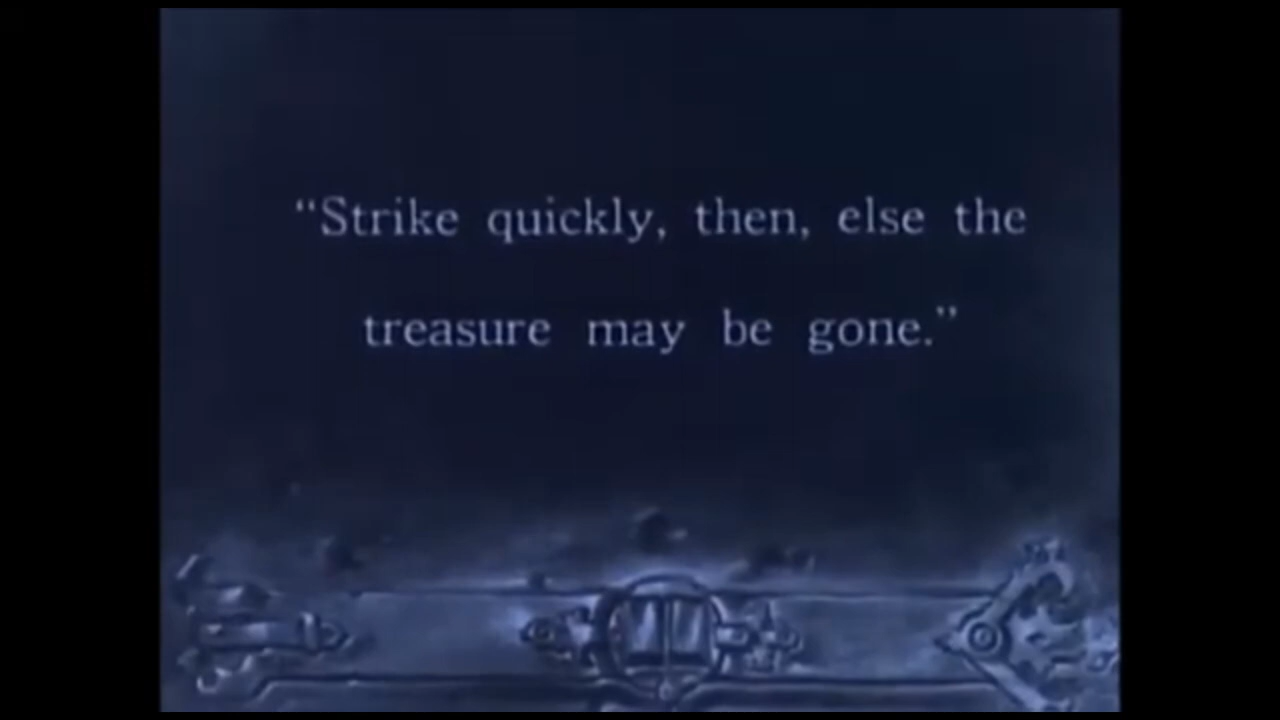 “Strike quickly, then, else the
treasure may be gone.”